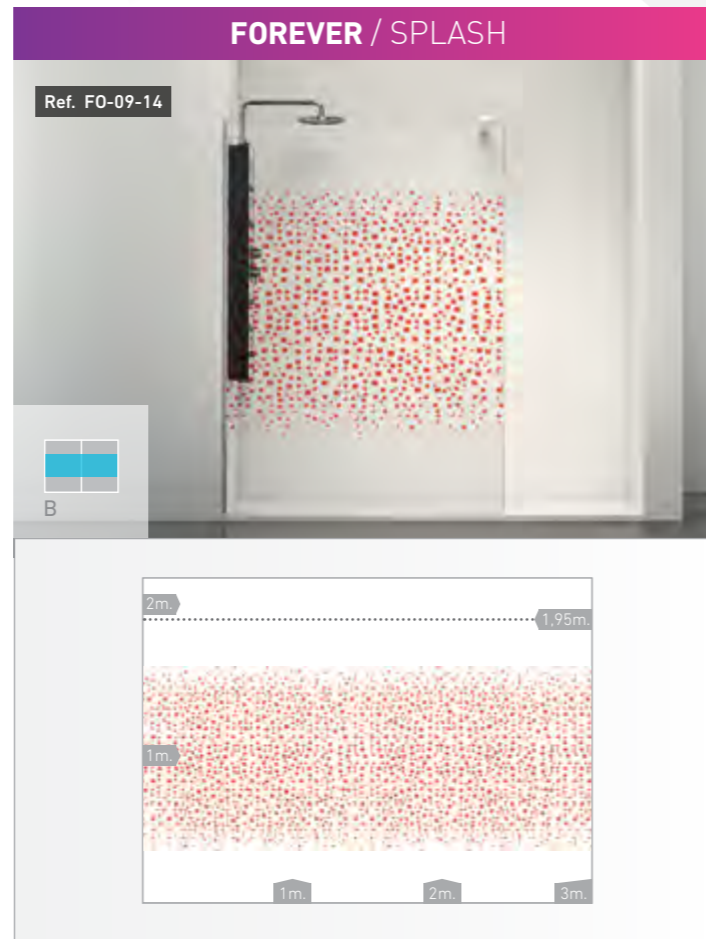 FOREVER / SPLASH
Ref. FO-09-14
B
2m.
1,95m.
1m.
1m.
2m.
3m.